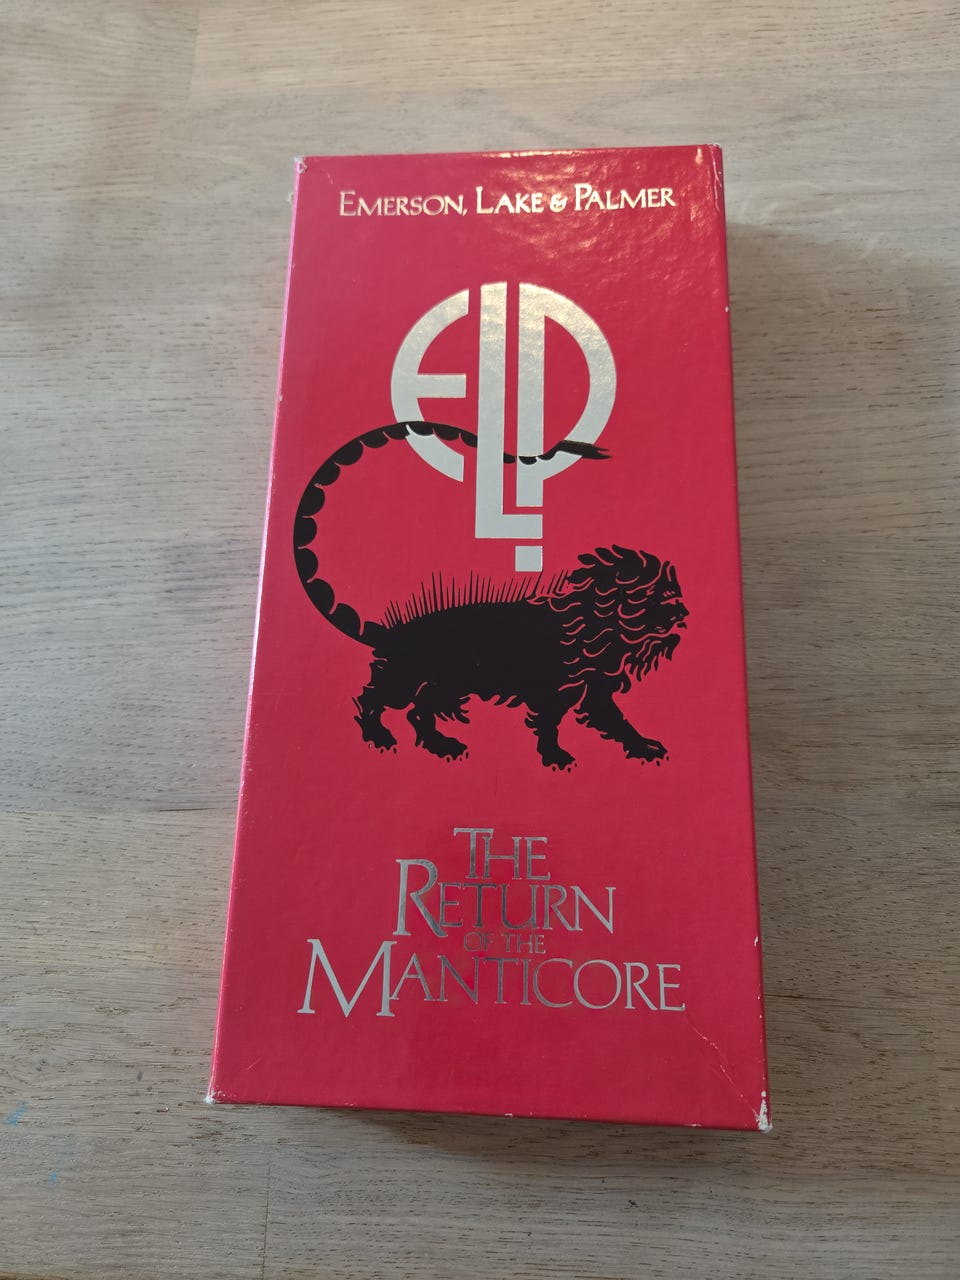 EMERSON, LAKE & PALMER
ELP
THE
RETURN
OF THE
MANTICORE